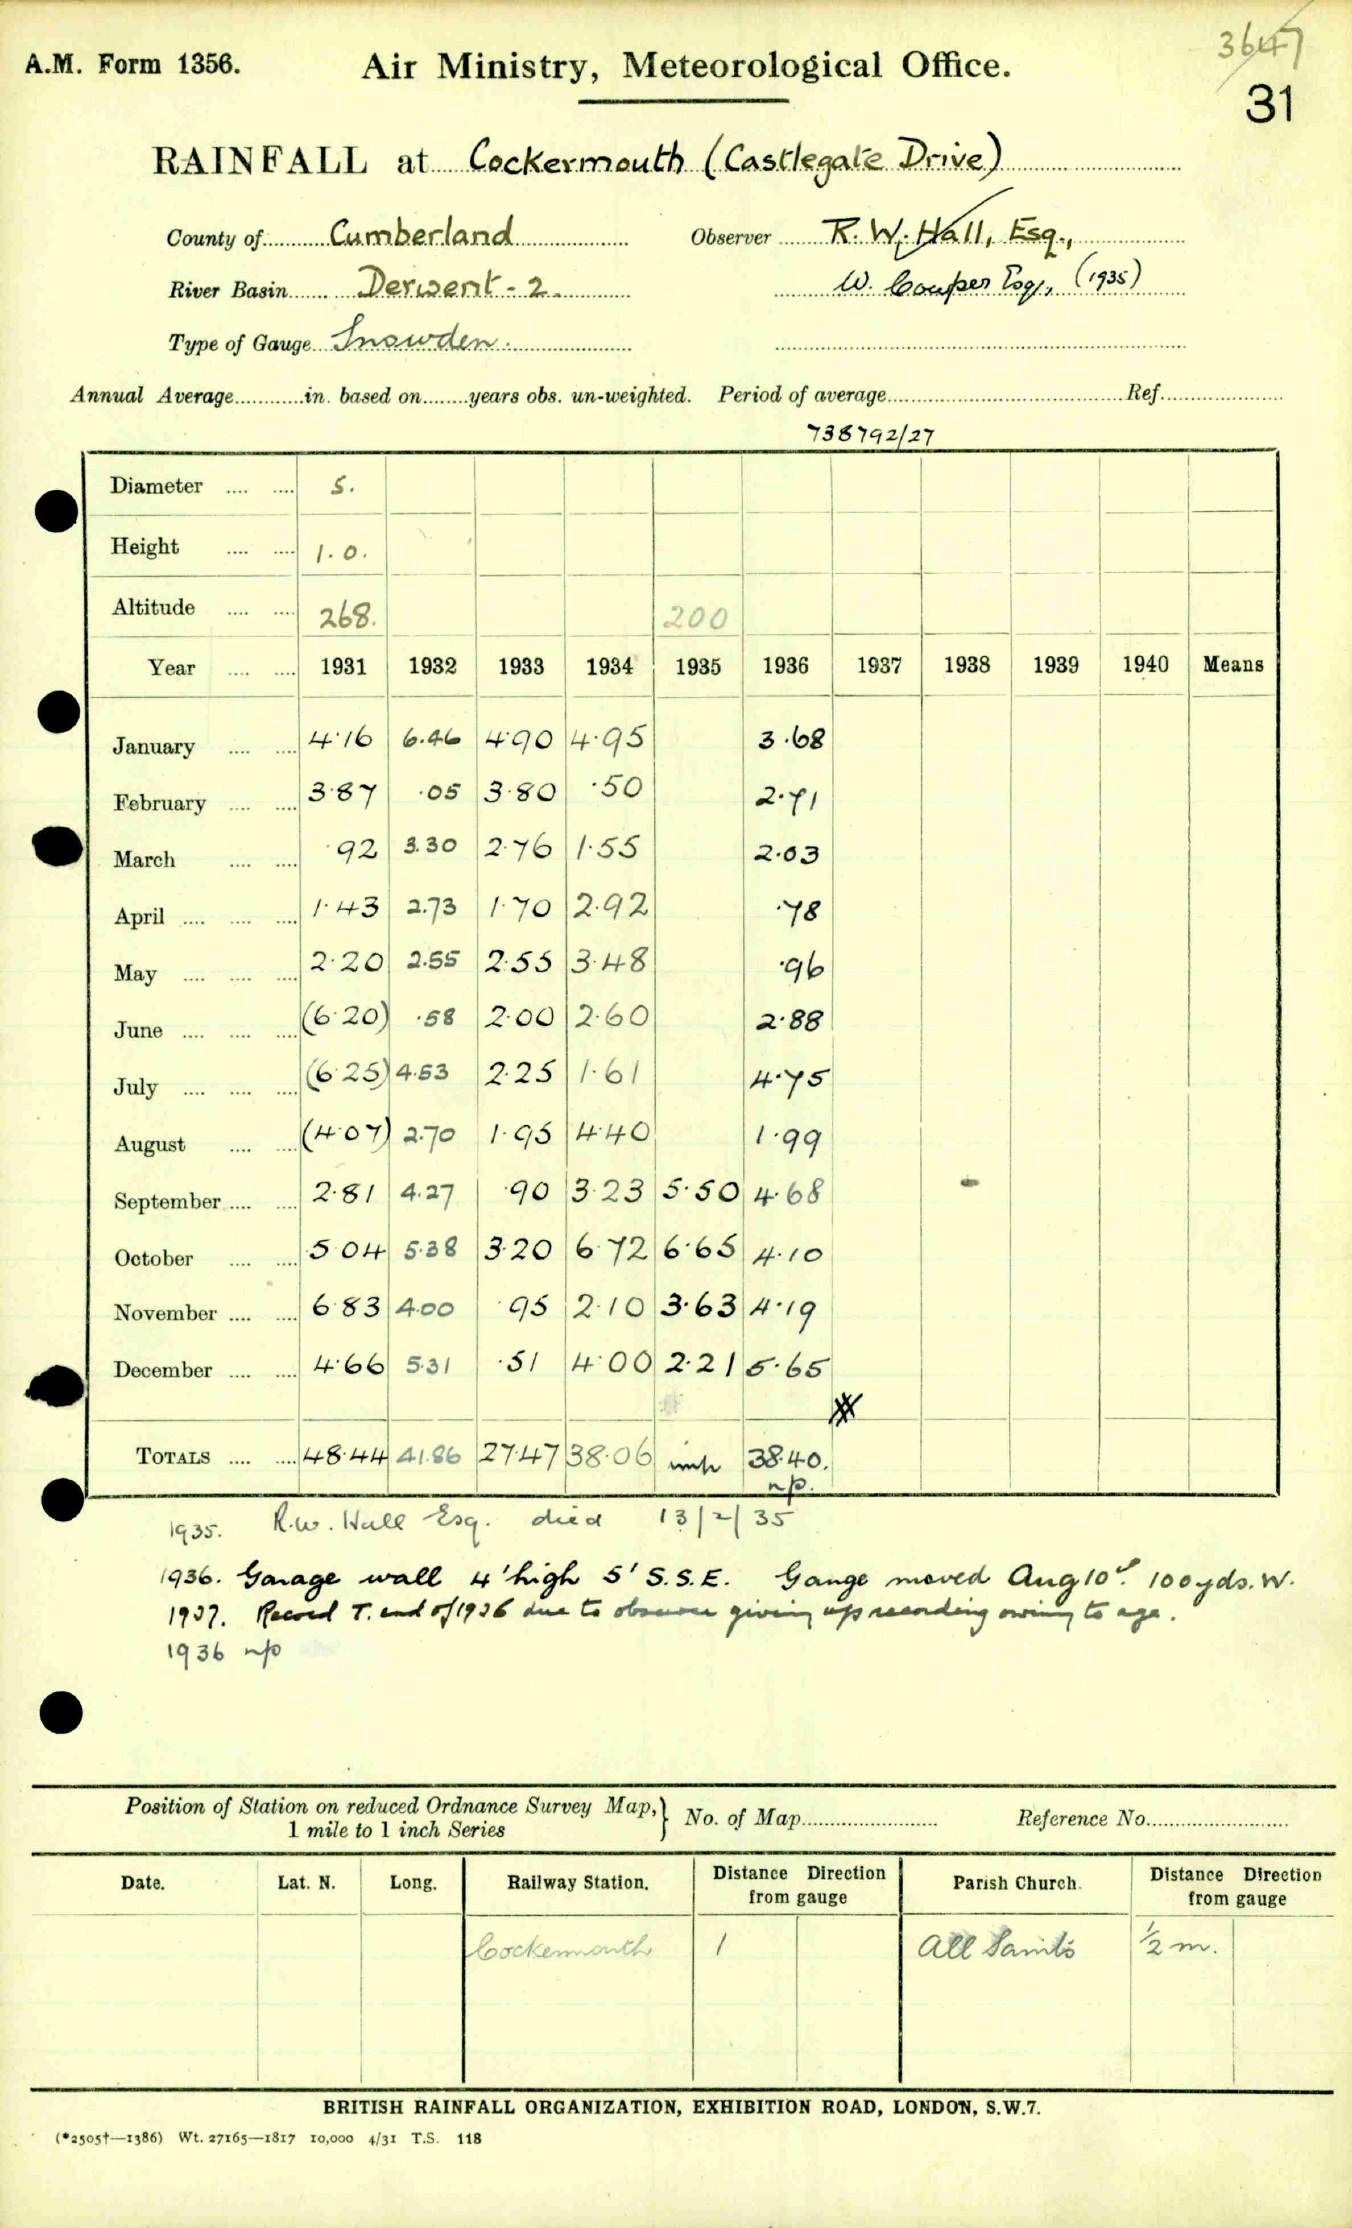 3647
A.M. Form 1356. Air Ministry, Meteorological Office.
31
RAINFALL at Cockermouth (Castlegate Drive)
County of Cumberland Observer R. W. Hall, Esq.,
River Basin Derwent - 2. W. Couper Esq., (1935)
Type of Gauge Snowden.
Annual Average in. based on years obs. un-weighted. Period of average Ref.
738792/27
Diameter 5.
Height 1.0.
Altitude 268. 200
Year 1931 1932 1933 1934 1935 1936 1937 1938 1939 1940 Means
January 4.16 6.46 4.90 4.95 3.68
February 3.87 .05 3.80 .50 2.71
March .92 3.30 2.76 1.55 2.03
April 1.43 2.73 1.70 2.92 .78
May 2.20 2.55 2.55 3.48 .96
June (6.20) .58 2.00 2.60 2.88
July (6.25) 4.53 2.25 1.61 4.75
August (4.07) 2.70 1.95 4.40 1.99
September 2.81 4.27 .90 3.23 5.50 4.68
October 5.04 5.38 3.20 6.72 6.65 4.10
November 6.83 4.00 .95 2.10 3.63 4.19
December 4.66 5.31 .51 4.00 2.21 5.65
TOTALS 48.44 41.86 27.47 38.06 imp 38.40.
np.
1935. R.W. Hall Esq. died 13/2/35
1936. Garage wall 4' high 5' S.S.E. Gauge moved Aug 10th. 100 yds. W.
1937. Record T. end of 1936 due to observer giving up recording owing to age.
1936 np
Position of Station on reduced Ordnance Survey Map, } No. of Map Reference No.
1 mile to 1 inch Series
Date. Lat. N. Long. Railway Station. Distance Direction from gauge Parish Church. Distance Direction from gauge
Cockermouth 1 All Saints ½ m.
BRITISH RAINFALL ORGANIZATION, EXHIBITION ROAD, LONDON, S.W.7.
(*2505†—1386) Wt. 27165—1817 10,000 4/31 T.S. 118